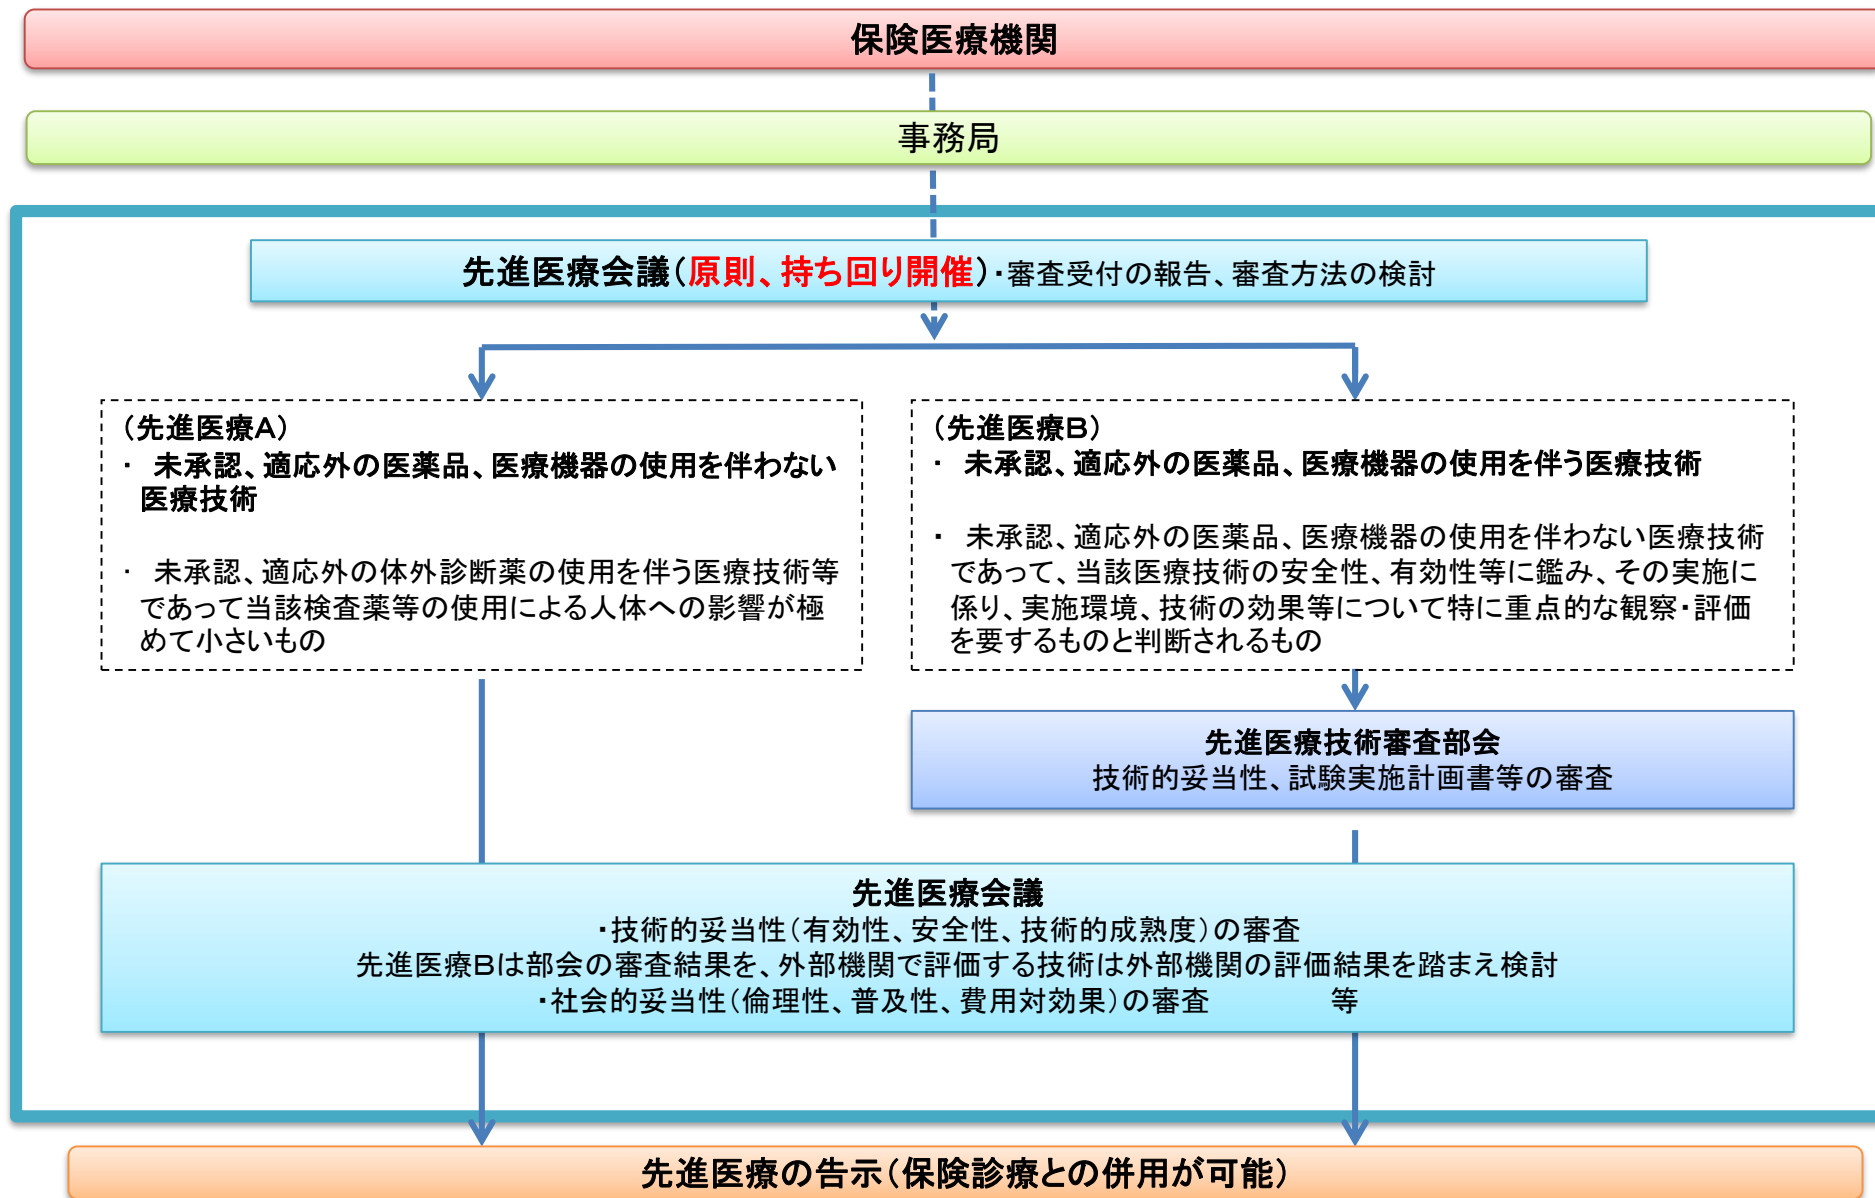 保険医療機関
事務局
先進医療会議（原則、持ち回り開催）・審査受付の報告、審査方法の検討
（先進医療Ａ）
・ 未承認、適応外の医薬品、医療機器の使用を伴わない
医療技術
・ 未承認、適応外の体外診断薬の使用を伴う医療技術等
であって当該検査薬等の使用による人体への影響が極
めて小さいもの
（先進医療Ｂ）
・ 未承認、適応外の医薬品、医療機器の使用を伴う医療技術
・ 未承認、適応外の医薬品、医療機器の使用を伴わない医療技術
であって、当該医療技術の安全性、有効性等に鑑み、その実施に
係り、実施環境、技術の効果等について特に重点的な観察・評価
を要するものと判断されるもの
先進医療技術審査部会
技術的妥当性、試験実施計画書等の審査
先進医療会議
・技術的妥当性（有効性、安全性、技術的成熟度）の審査
先進医療Ｂは部会の審査結果を、外部機関で評価する技術は外部機関の評価結果を踏まえ検討
・社会的妥当性（倫理性、普及性、費用対効果）の審査 等
先進医療の告示（保険診療との併用が可能）